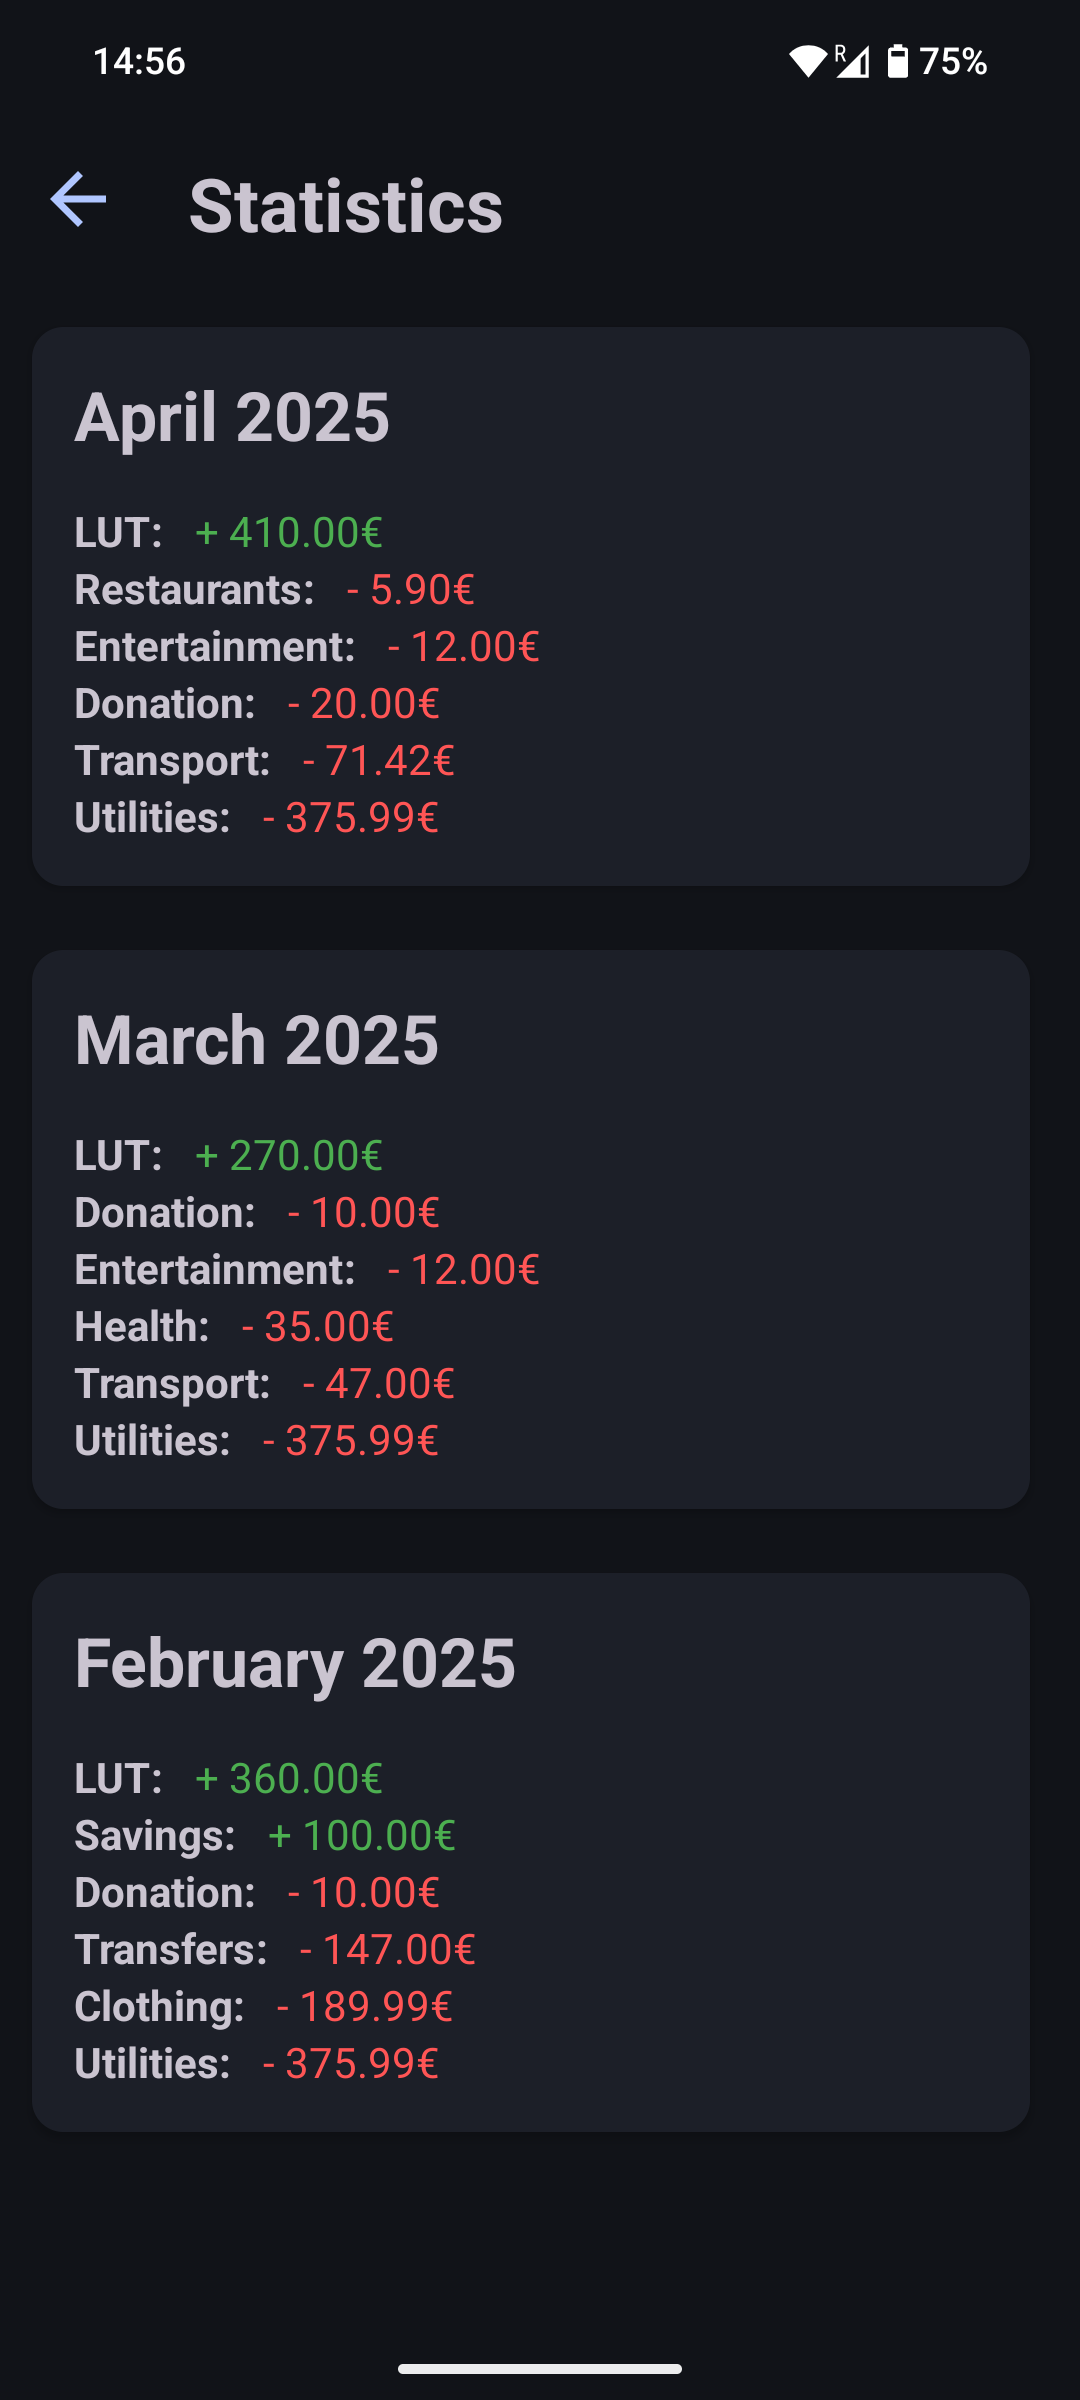 14:56 R 75%
Statistics
April 2025
LUT: + 410.00€
Restaurants: - 5.90€
Entertainment: - 12.00€
Donation: - 20.00€
Transport: - 71.42€
Utilities: - 375.99€
March 2025
LUT: + 270.00€
Donation: - 10.00€
Entertainment: - 12.00€
Health: - 35.00€
Transport: - 47.00€
Utilities: - 375.99€
February 2025
LUT: + 360.00€
Savings: + 100.00€
Donation: - 10.00€
Transfers: - 147.00€
Clothing: - 189.99€
Utilities: - 375.99€